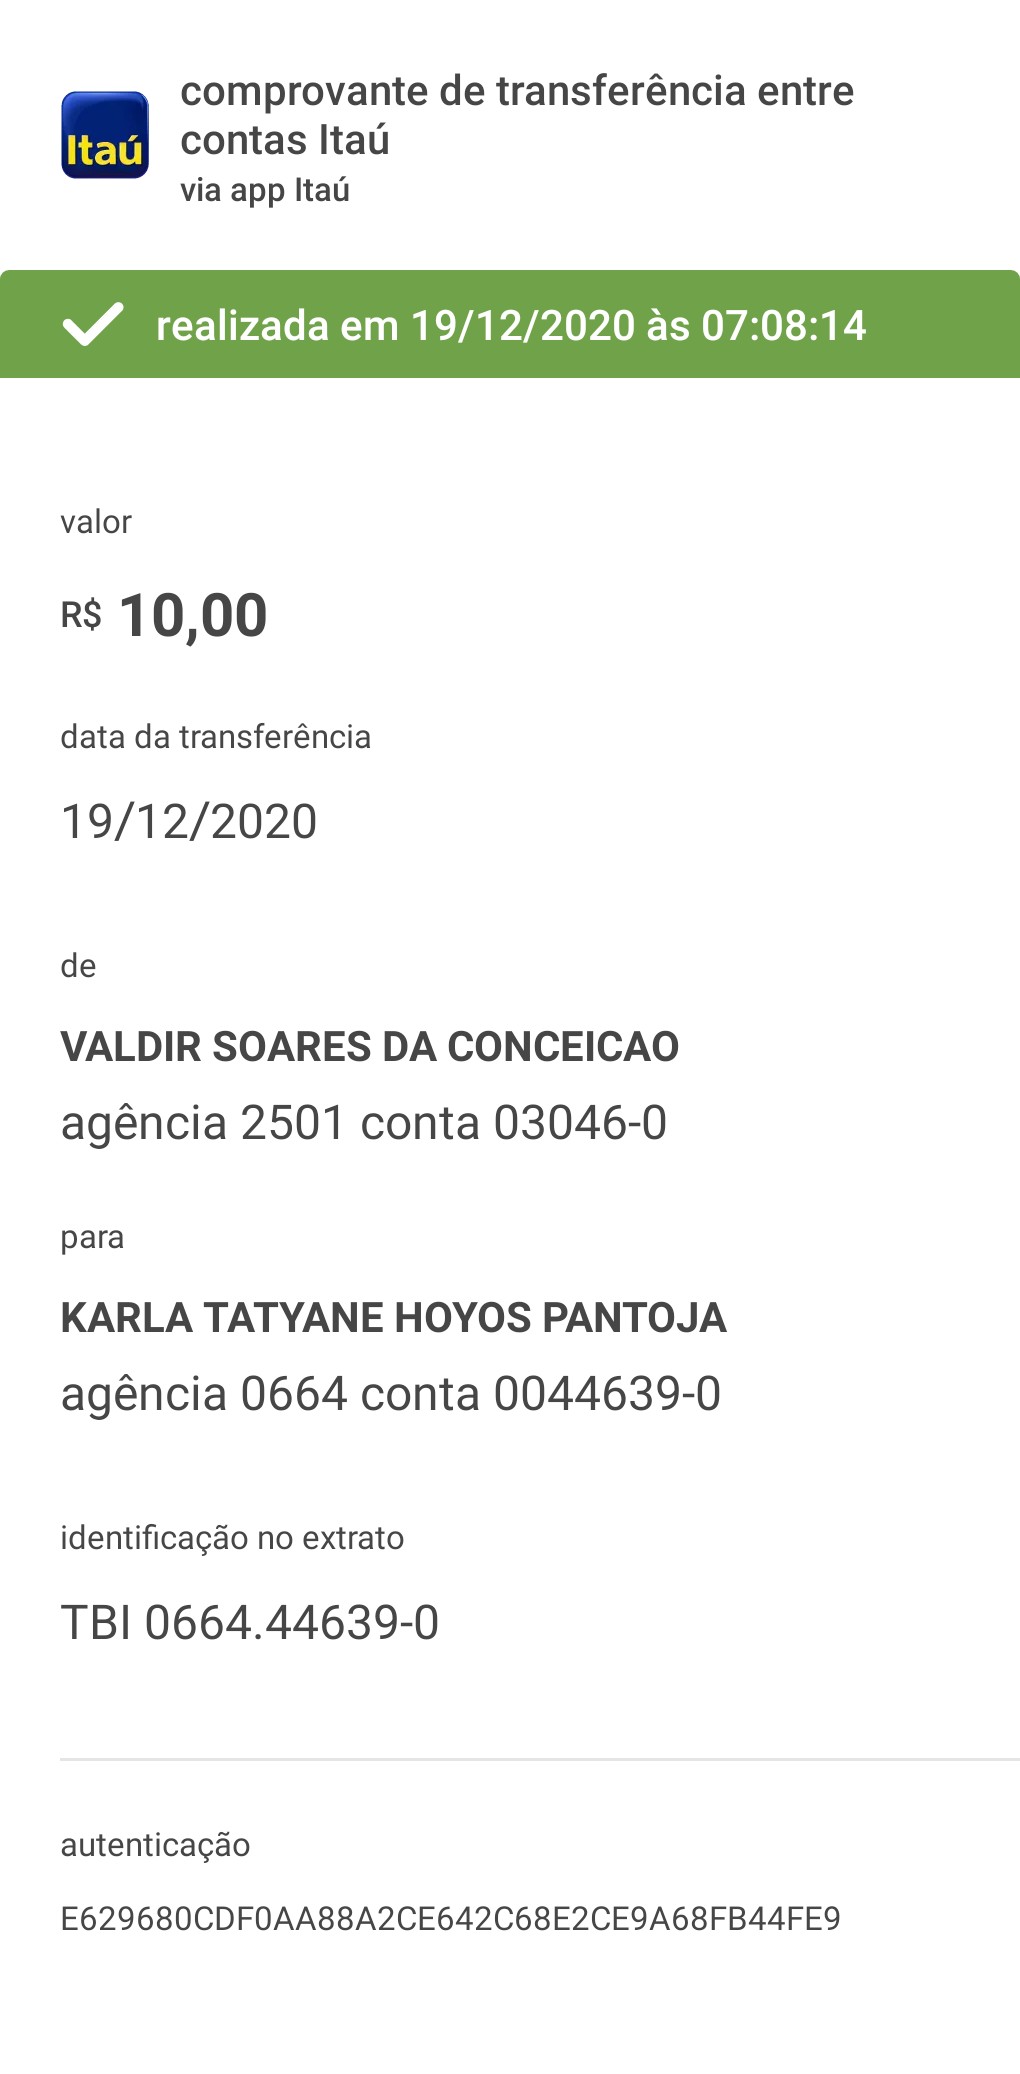 Itaú
comprovante de transferência entre
contas Itaú
via app Itaú
realizada em 19/12/2020 às 07:08:14
valor
R$ 10,00
data da transferência
19/12/2020
de
VALDIR SOARES DA CONCEICAO
agência 2501 conta 03046-0
para
KARLA TATYANE HOYOS PANTOJA
agência 0664 conta 0044639-0
identificação no extrato
TBI 0664.44639-0
autenticação
E629680CDF0AA88A2CE642C68E2CE9A68FB44FE9